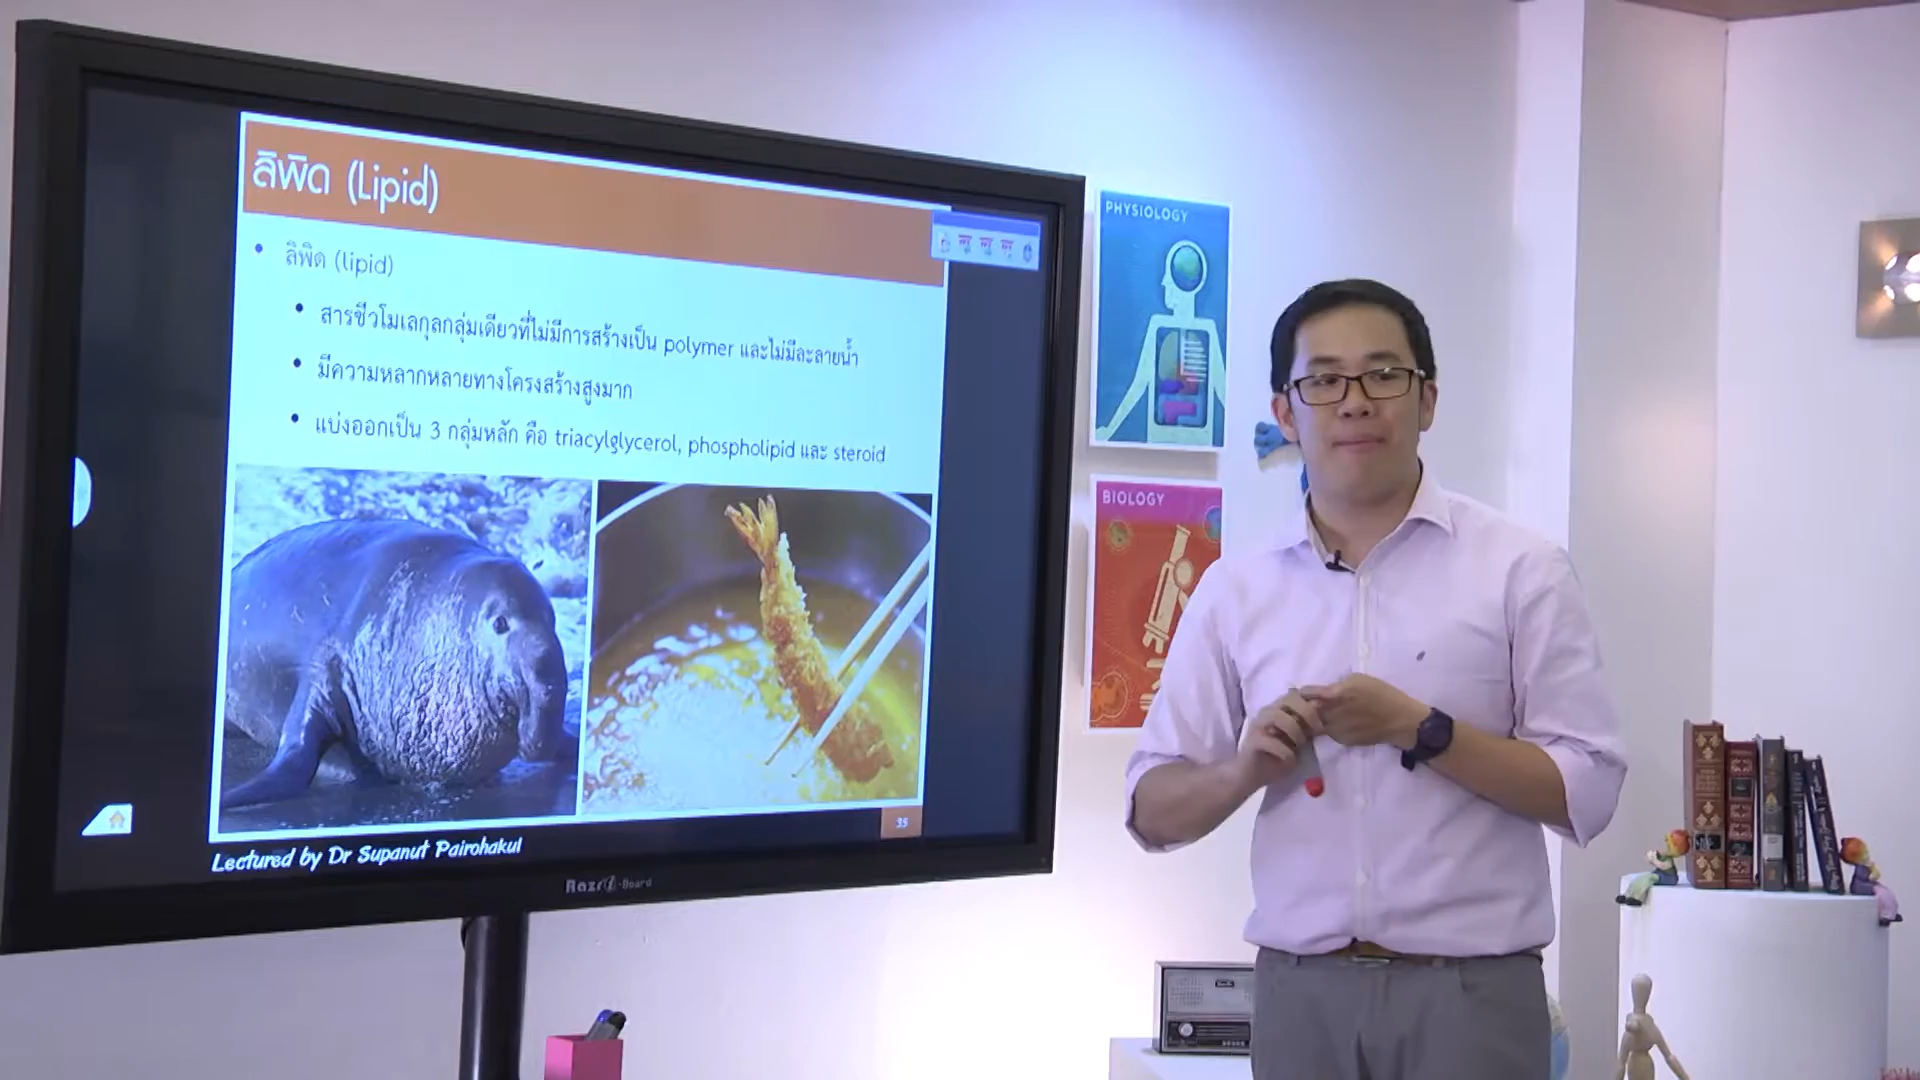 ลิพิด (Lipid)
ลิพิด (lipid)
สารชีวโมเลกุลกลุ่มเดียวที่ไม่มีการสร้างเป็น polymer และไม่มีละลายน้ำ
มีความหลากหลายทางโครงสร้างสูงมาก
แบ่งออกเป็น 3 กลุ่มหลัก คือ triacylglycerol, phospholipid และ steroid
35
Lectured by Dr Supanut Pairohakul
Razr i-Board
PHYSIOLOGY
BIOLOGY